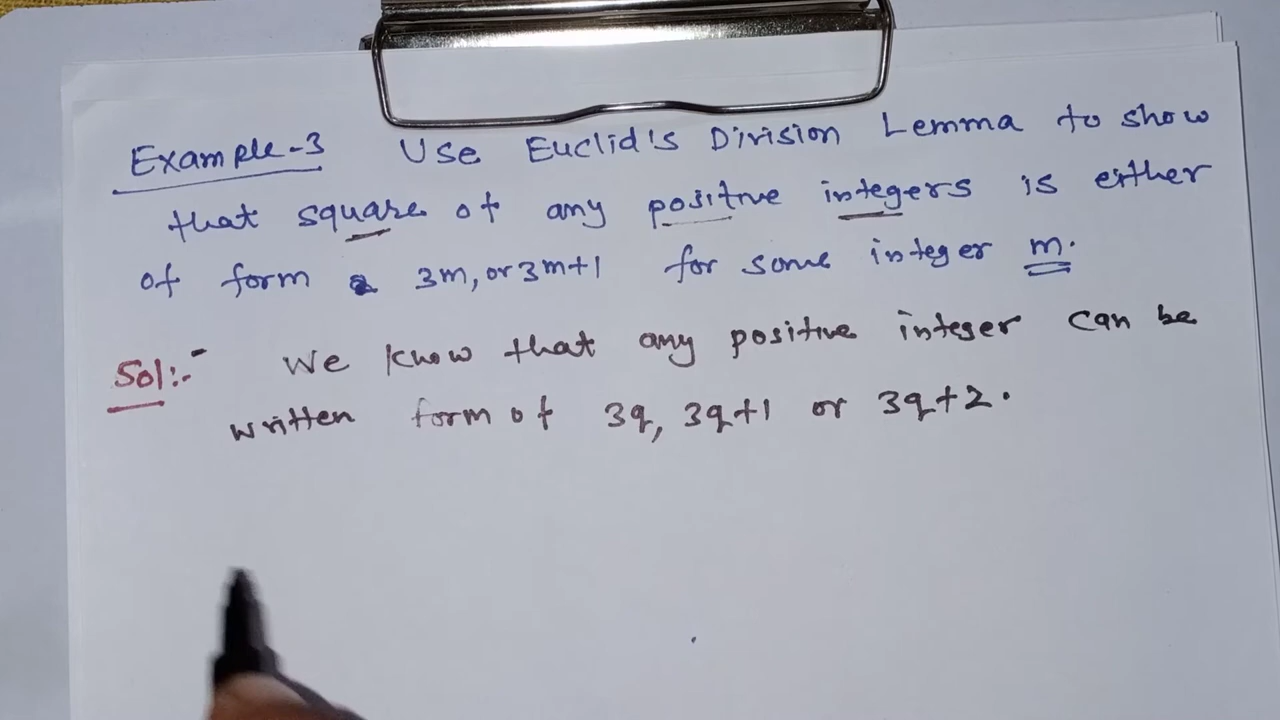 Example-3 Use Euclid's Division Lemma to show
that square of any positive integers is either
of form 3m, or 3m+1 for some integer m.
Sol:- We know that any positive integer can be
written form of 3q, 3q+1 or 3q+2.